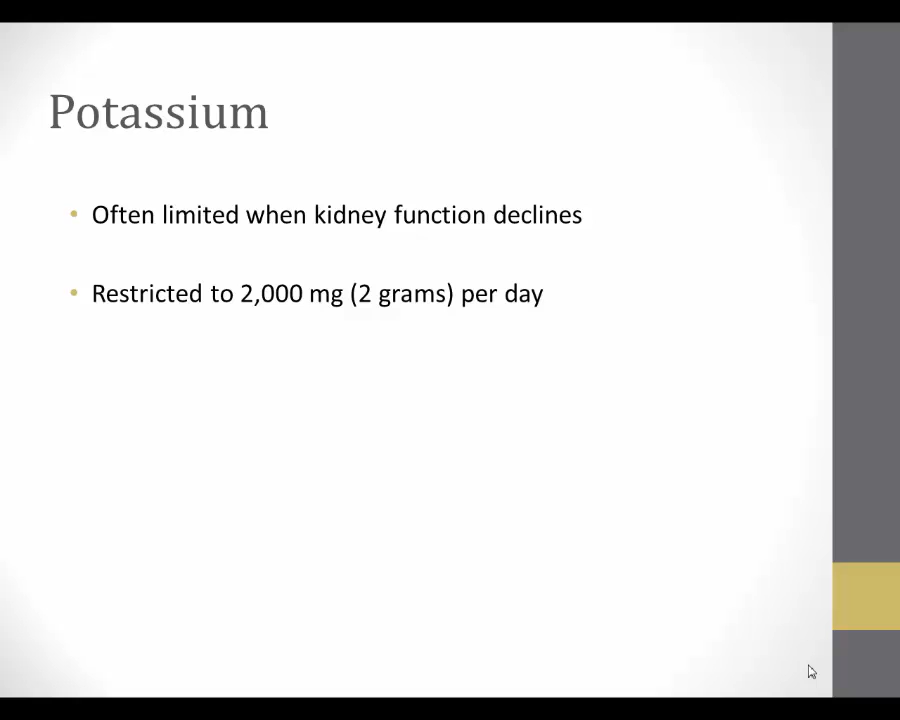 Potassium
• Often limited when kidney function declines
• Restricted to 2,000 mg (2 grams) per day